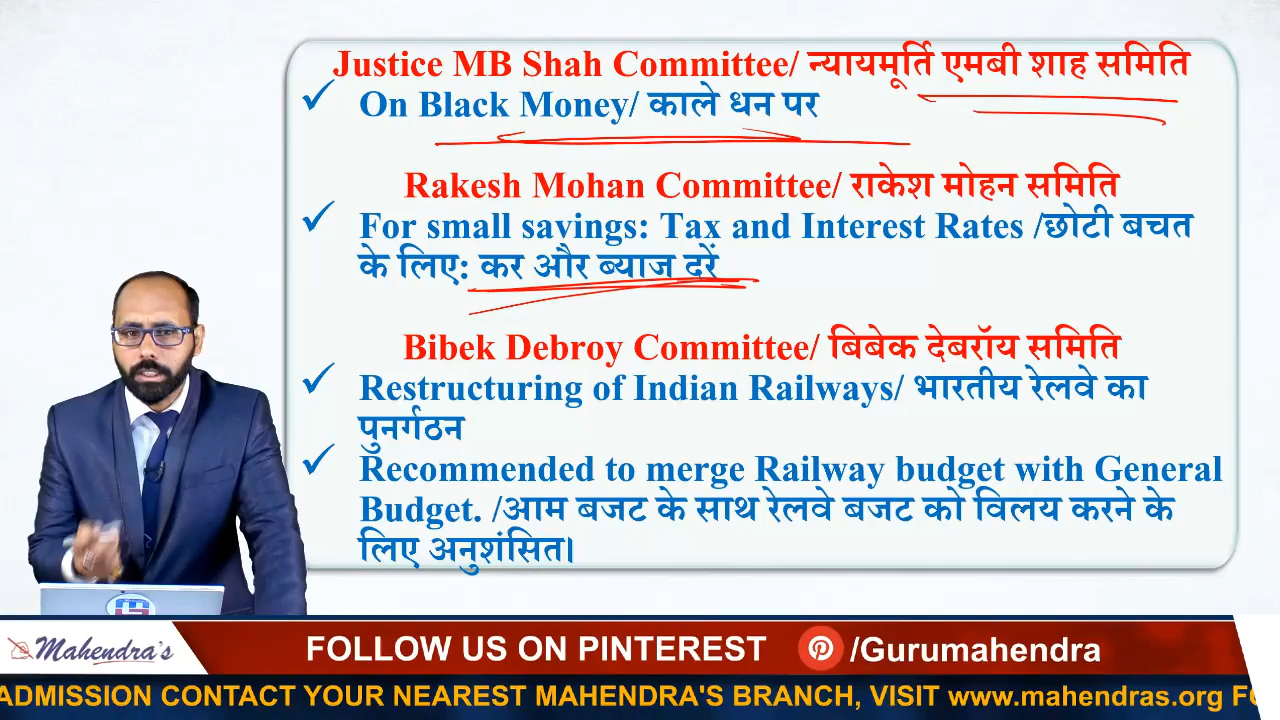 Justice MB Shah Committee/ न्यायमूर्ति एमबी शाह समिति
On Black Money/ काले धन पर
Rakesh Mohan Committee/ राकेश मोहन समिति
For small savings: Tax and Interest Rates /छोटी बचत
के लिए: कर और ब्याज दरें
Bibek Debroy Committee/ बिबेक देबरॉय समिति
Restructuring of Indian Railways/ भारतीय रेलवे का
पुनर्गठन
Recommended to merge Railway budget with General
Budget. /आम बजट के साथ रेलवे बजट को विलय करने के
लिए अनुशंसित।
Mahendra's
FOLLOW US ON PINTEREST
/Gurumahendra
ADMISSION CONTACT YOUR NEAREST MAHENDRA'S BRANCH, VISIT www.mahendras.org FO